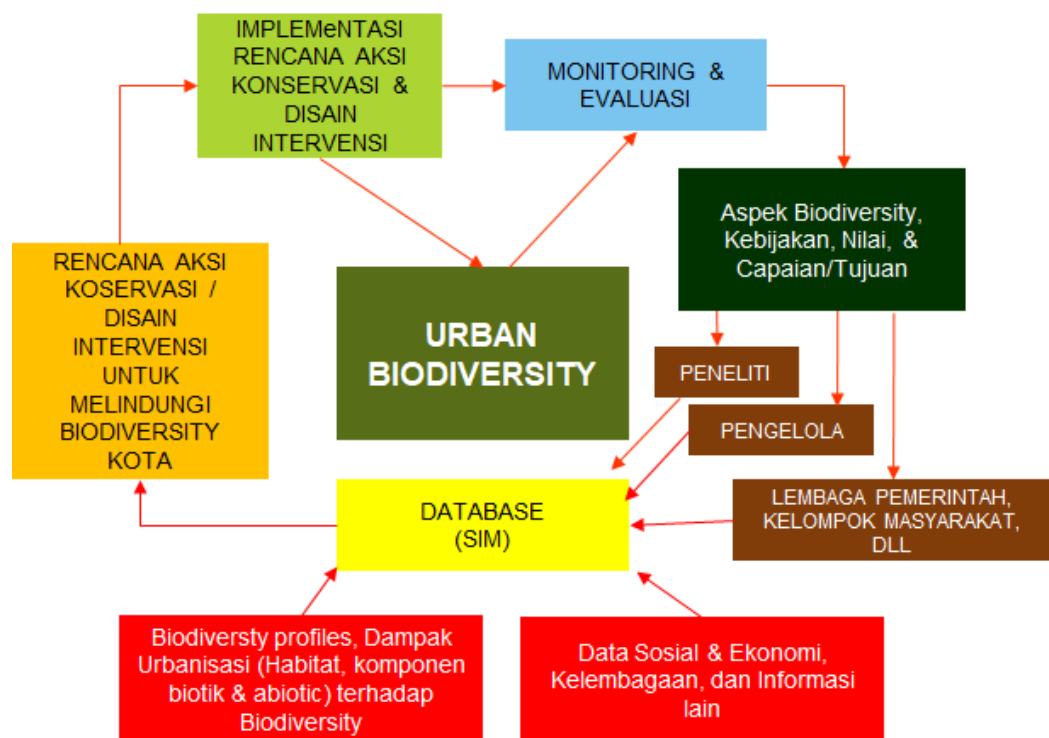 IMPLEMeNTASI
RENCANA AKSI
KONSERVASI &
DISAIN
INTERVENSI
MONITORING &
EVALUASI
Aspek Biodiversity,
Kebijakan, Nilai, &
Capaian/Tujuan
RENCANA AKSI
KOSERVASI /
DISAIN
INTERVENSI
UNTUK
MELINDUNGI
BIODIVERSITY
KOTA
URBAN
BIODIVERSITY
PENELITI
PENGELOLA
LEMBAGA PEMERINTAH,
KELOMPOK MASYARAKAT,
DLL
DATABASE
(SIM)
Biodiversty profiles, Dampak
Urbanisasi (Habitat, komponen
biotik & abiotic) terhadap
Biodiversity
Data Sosial & Ekonomi,
Kelembagaan, dan Informasi
lain